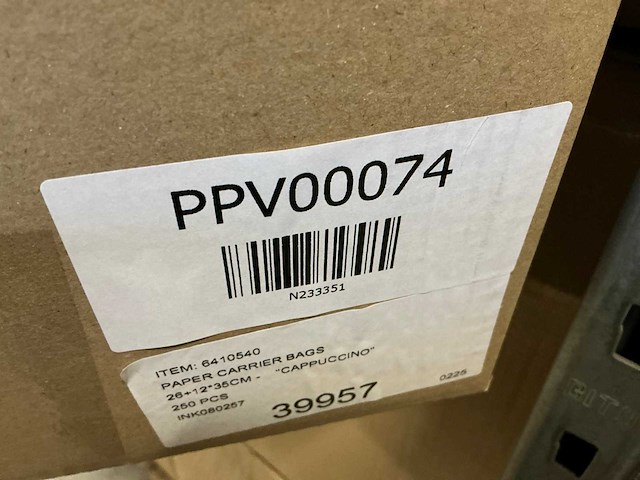 PPV00074
N233351
ITEM: 6410540
PAPER CARRIER BAGS
26+12*35CM - "CAPPUCCINO"
250 PCS
INK080257 39957 0225